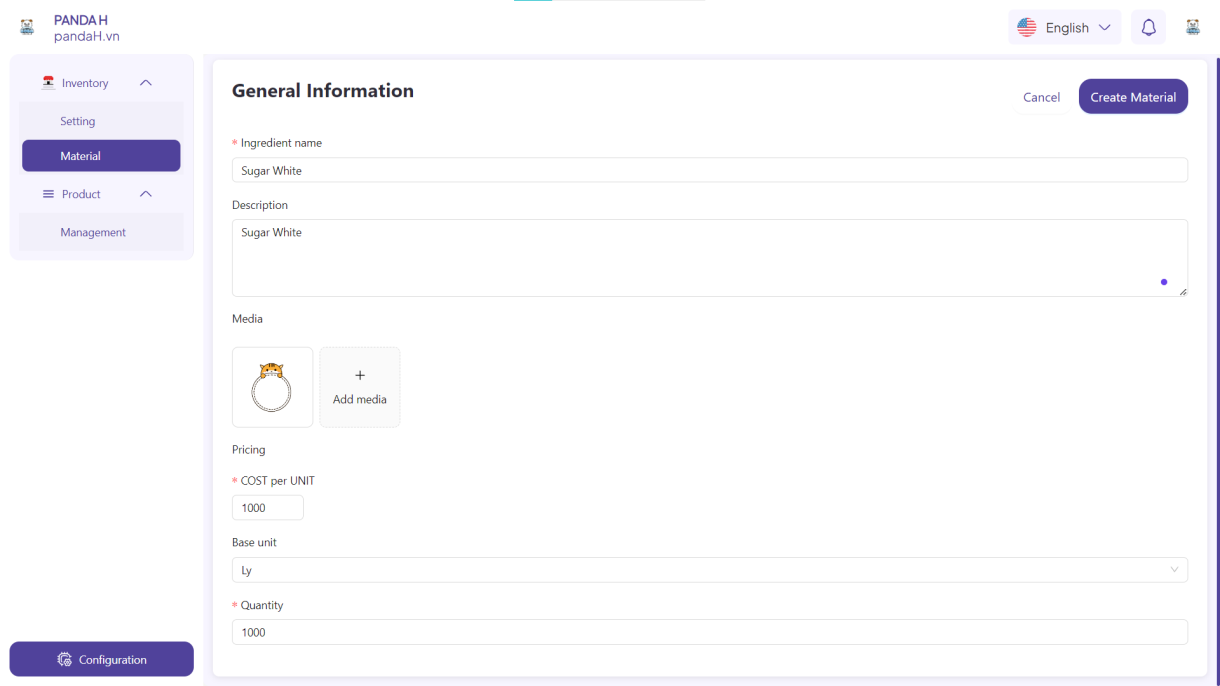 PANDA H
pandaH.vn
English
Inventory
Setting
Material
Product
Management
Configuration
General Information
Cancel
Create Material
* Ingredient name
Sugar White
Description
Sugar White
Media
+
Add media
Pricing
* COST per UNIT
1000
Base unit
Ly
* Quantity
1000